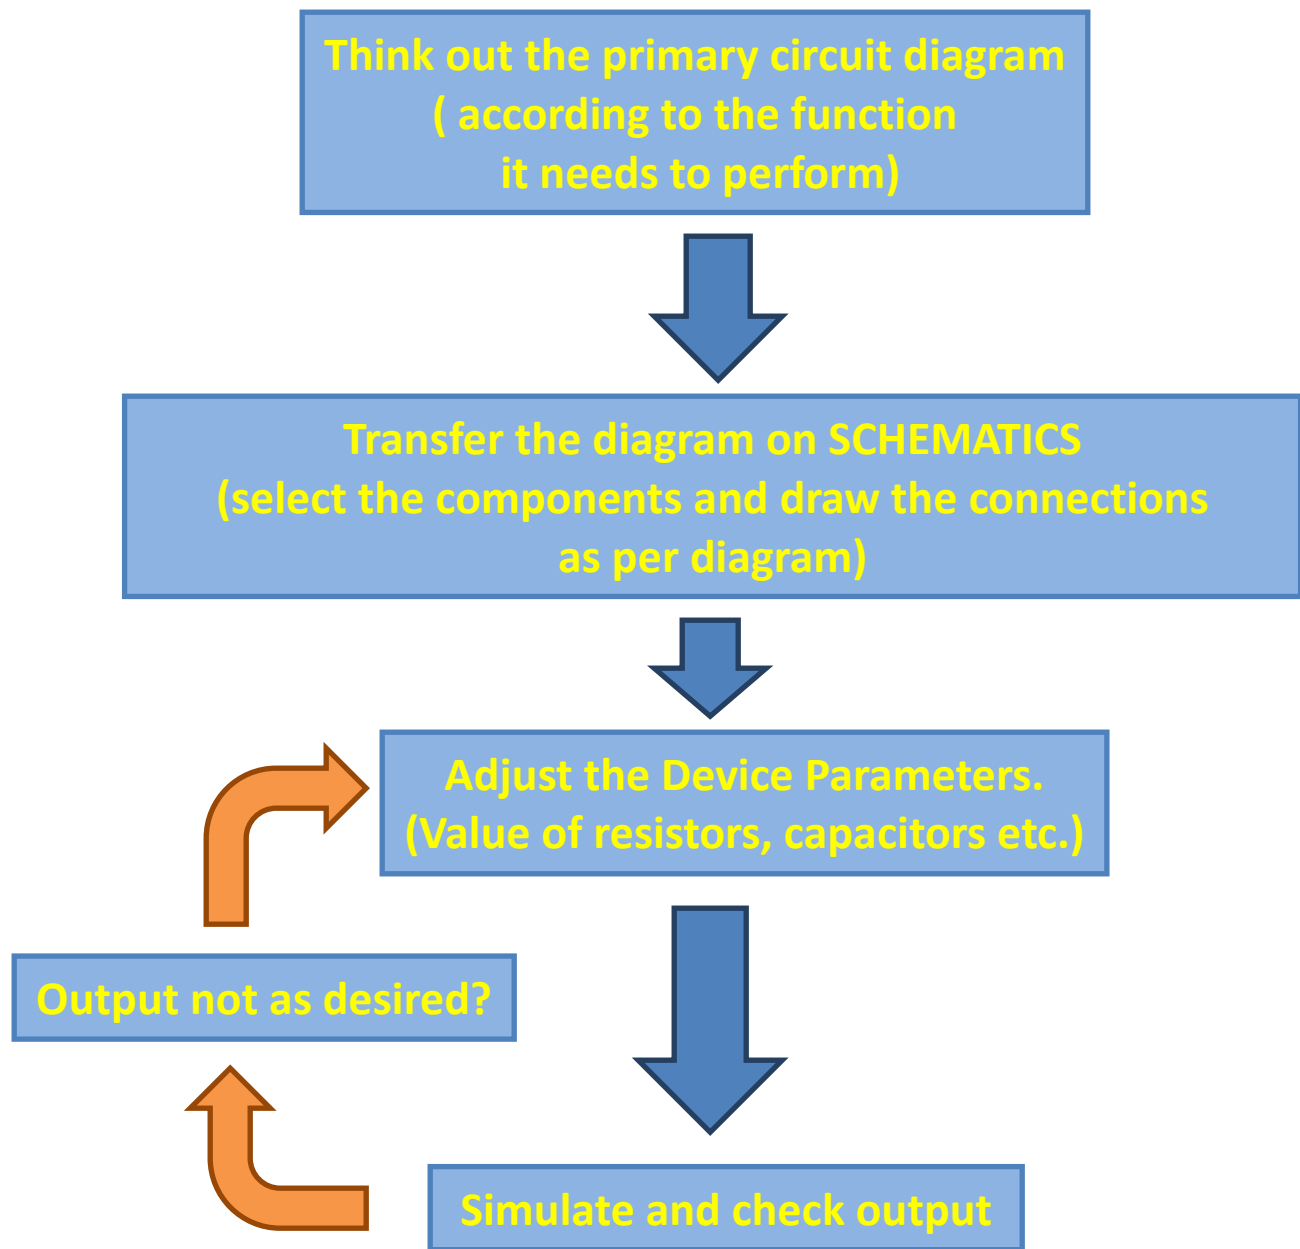 Think out the primary circuit diagram
( according to the function
it needs to perform)
Transfer the diagram on SCHEMATICS
(select the components and draw the connections
as per diagram)
Adjust the Device Parameters.
(Value of resistors, capacitors etc.)
Output not as desired?
Simulate and check output